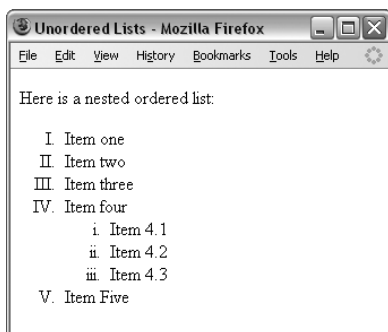 Unordered Lists - Mozilla Firefox
File Edit View History Bookmarks Tools Help
Here is a nested ordered list:
I. Item one
II. Item two
III. Item three
IV. Item four
i. Item 4.1
ii. Item 4.2
iii. Item 4.3
V. Item Five